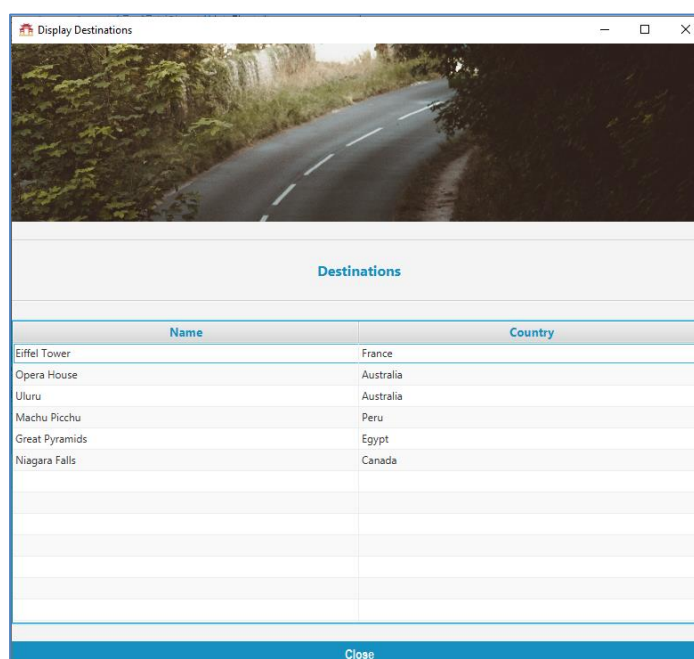 Display Destinations
Destinations
Name Country
Eiffel Tower France
Opera House Australia
Uluru Australia
Machu Picchu Peru
Great Pyramids Egypt
Niagara Falls Canada
Close